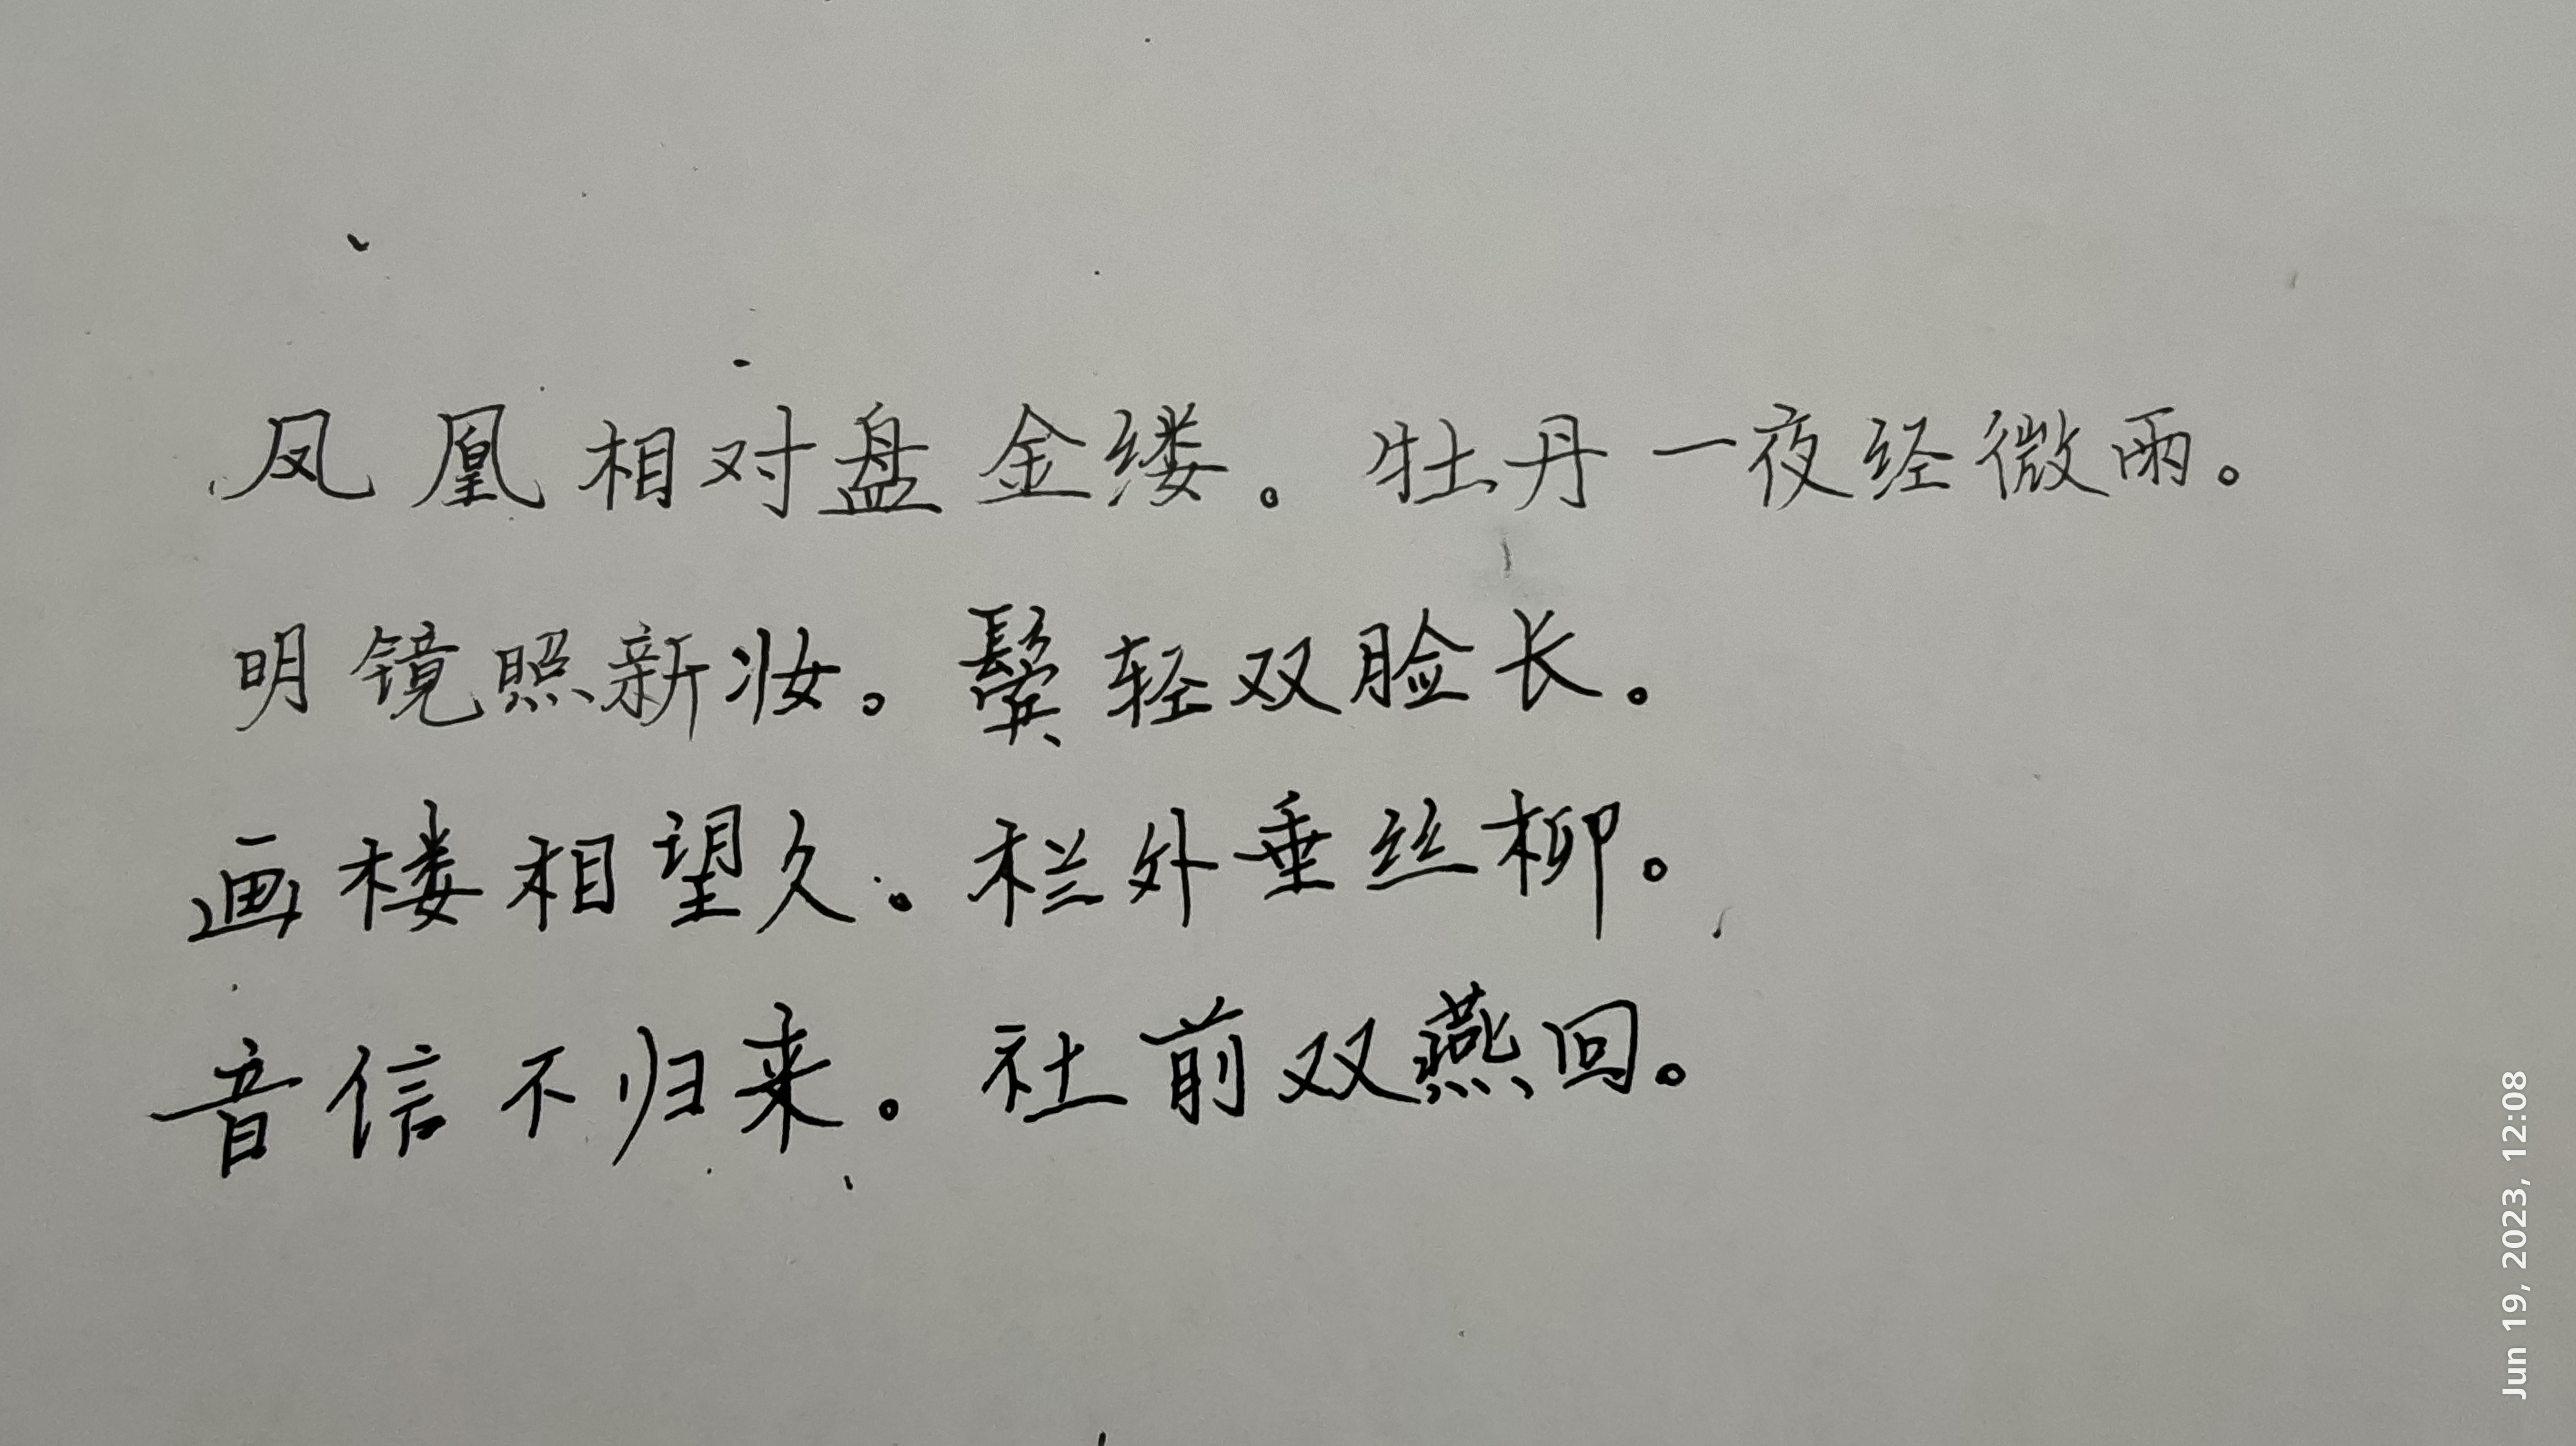 凤凰相对盘金缕。牡丹一夜经微雨。
明镜照新妆。鬓轻双脸长。
画楼相望久。栏外垂丝柳。
音信不归来。社前双燕回。
Jun 19, 2023, 12:08